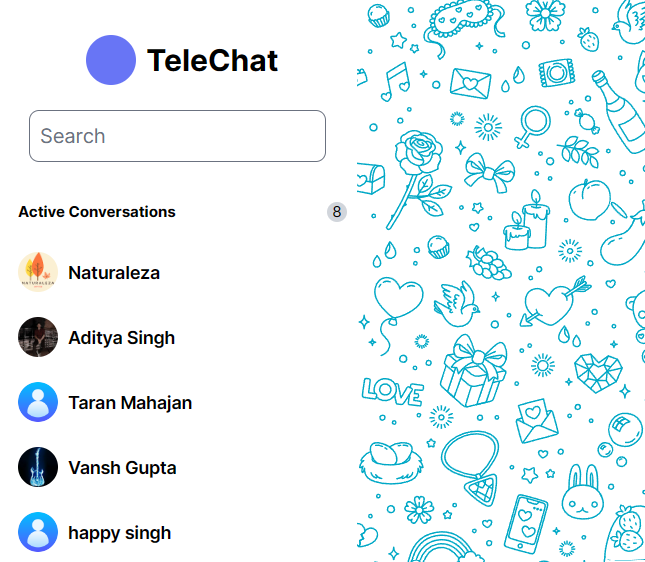 TeleChat
Search
Active Conversations 8
NATURALEZA
Naturaleza
Aditya Singh
Taran Mahajan
Vansh Gupta
happy singh
LOVE